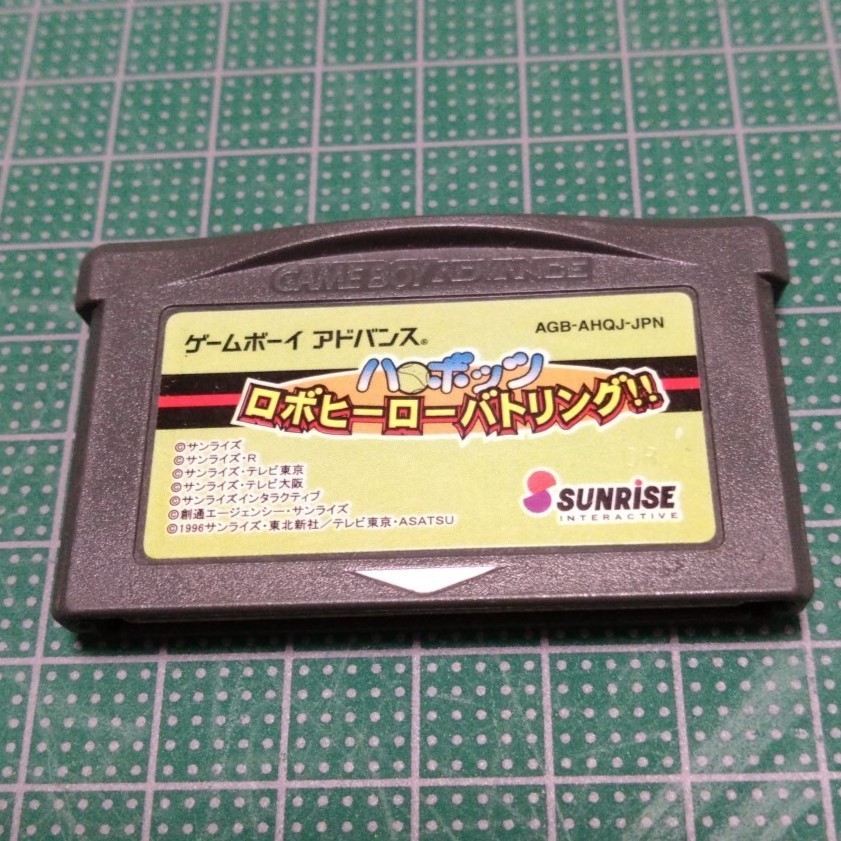 GAME BOY ADVANCE
ゲームボーイ アドバンス®
AGB-AHQJ-JPN
ハロボッツ
ロボヒーローバトリング!!
©サンライズ
©サンライズ・R
©サンライズ・テレビ東京
©サンライズ・テレビ大阪
©サンライズインタラクティブ
©創通エージェンシー・サンライズ
©1996サンライズ・東北新社/テレビ東京・ASATSU
SUNRiSE
INTERACTIVE